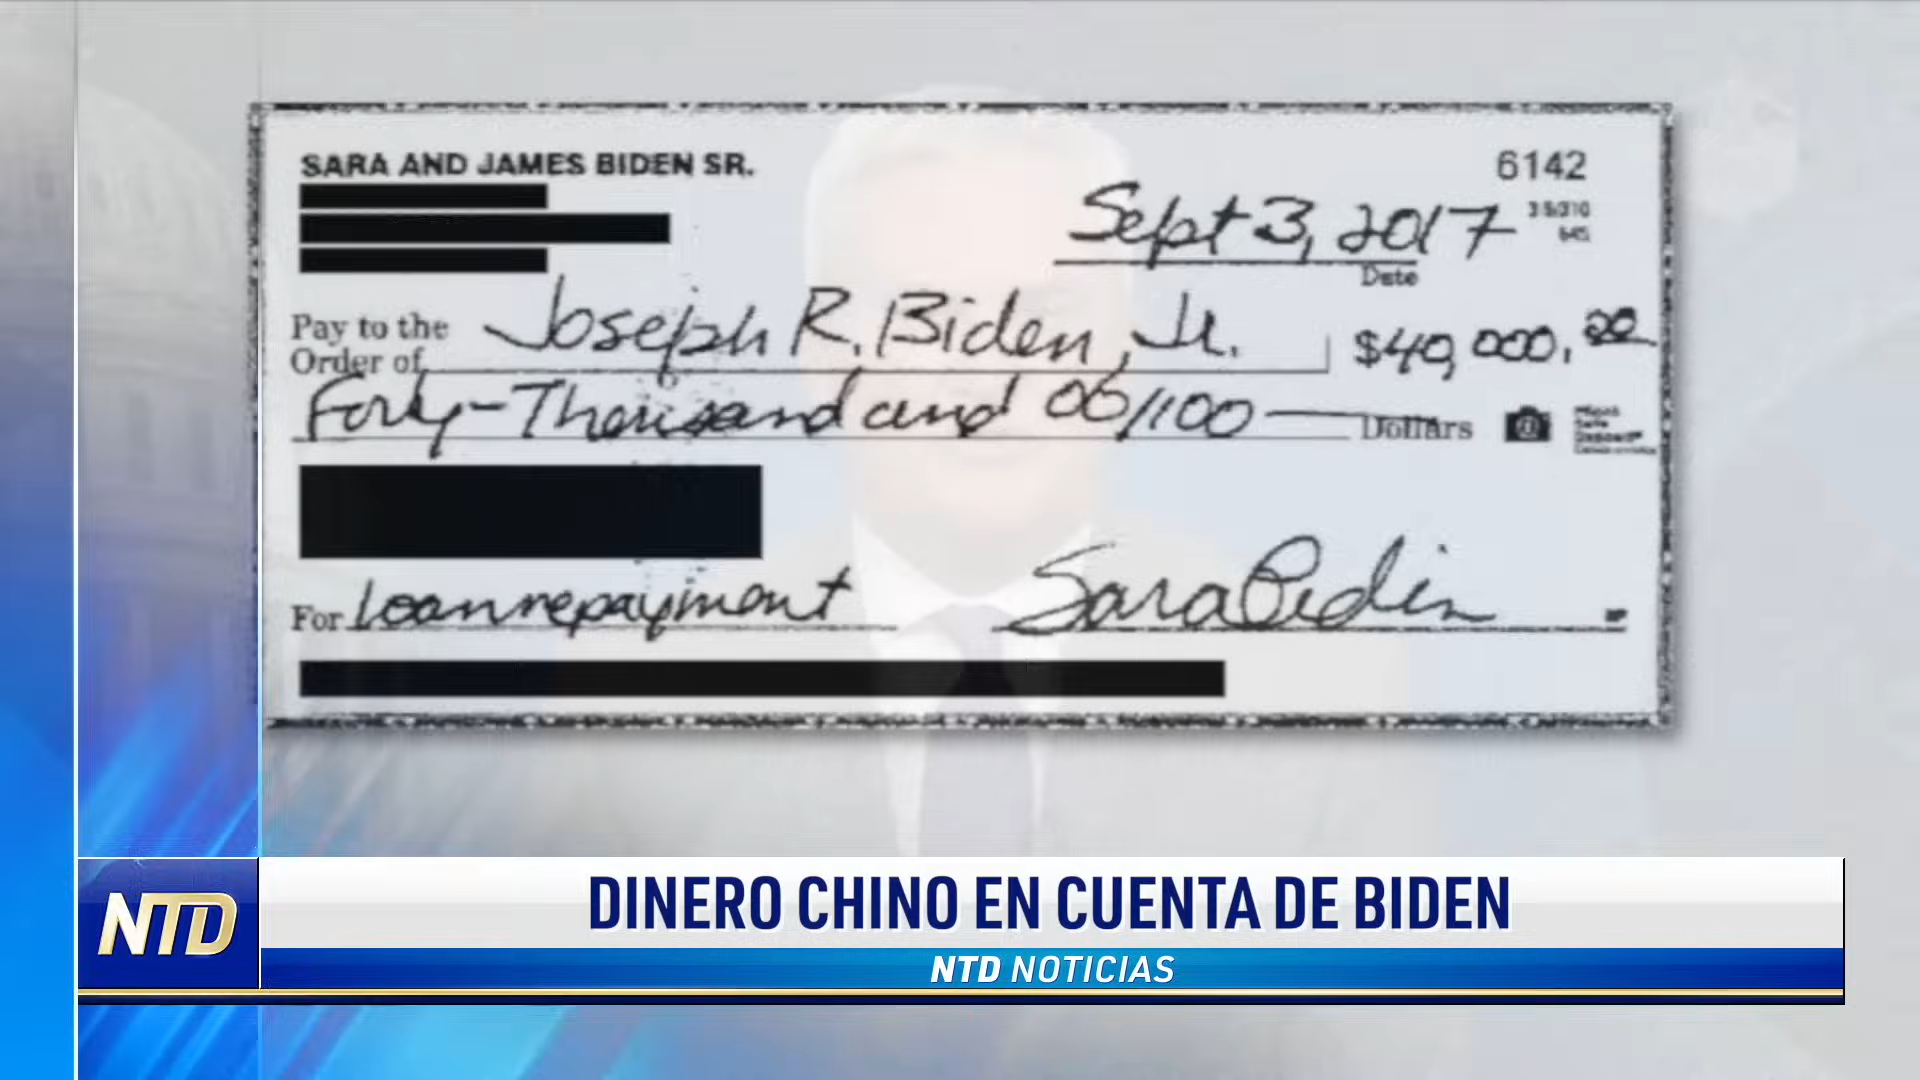 SARA AND JAMES BIDEN SR.
6142
Sept 3, 2017
Date
Pay to the
Order of Joseph R. Biden, Jr. $40,000.00
Forty-Thousand and 00/100 Dollars
For Loan repayment Sara Biden
NTD
DINERO CHINO EN CUENTA DE BIDEN
NTD NOTICIAS